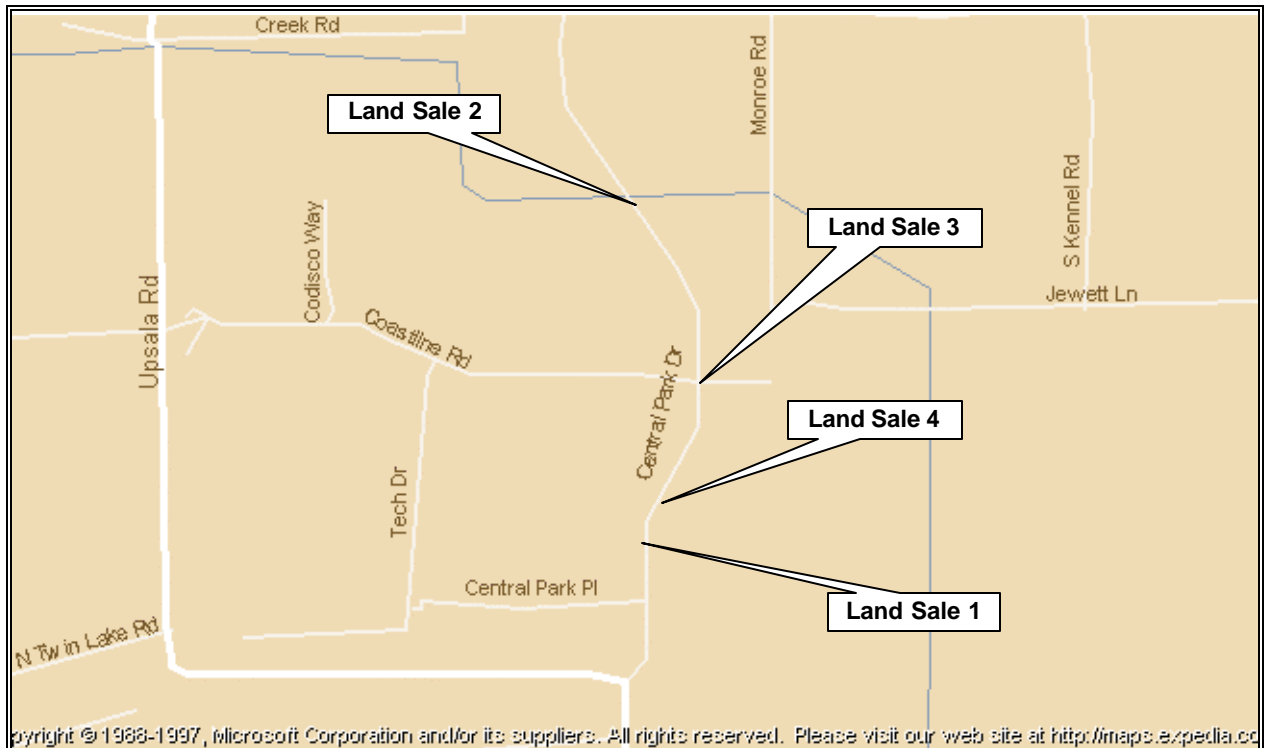 Creek Rd
Land Sale 2
Monroe Rd
S Kennel Rd
Codisco Way
Land Sale 3
Upsala Rd
Jewett Ln
Coastline Rd
Central Park Dr
Land Sale 4
Tech Dr
Central Park Pl
Land Sale 1
N Twin Lake Rd
pyright © 1988-1997, Microsoft Corporation and/or its suppliers. All rights reserved. Please visit our web site at http://maps.expedia.co